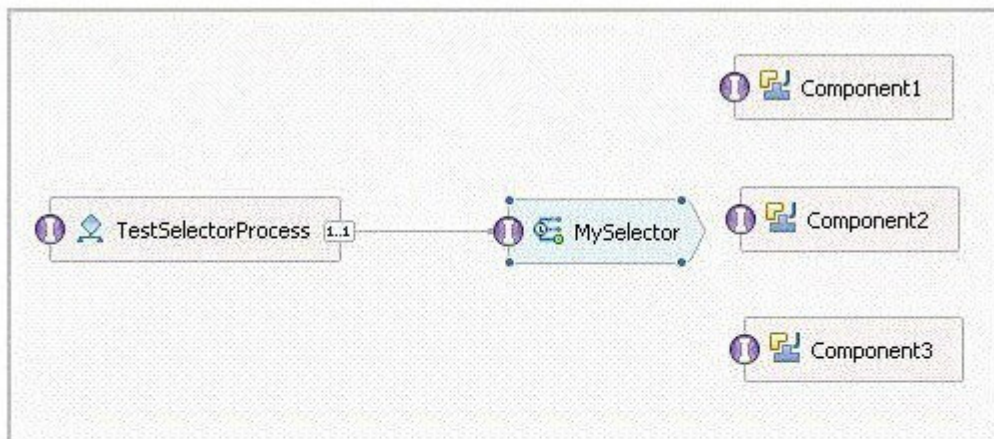 Component1
TestSelectorProcess 1..1
MySelector
Component2
Component3